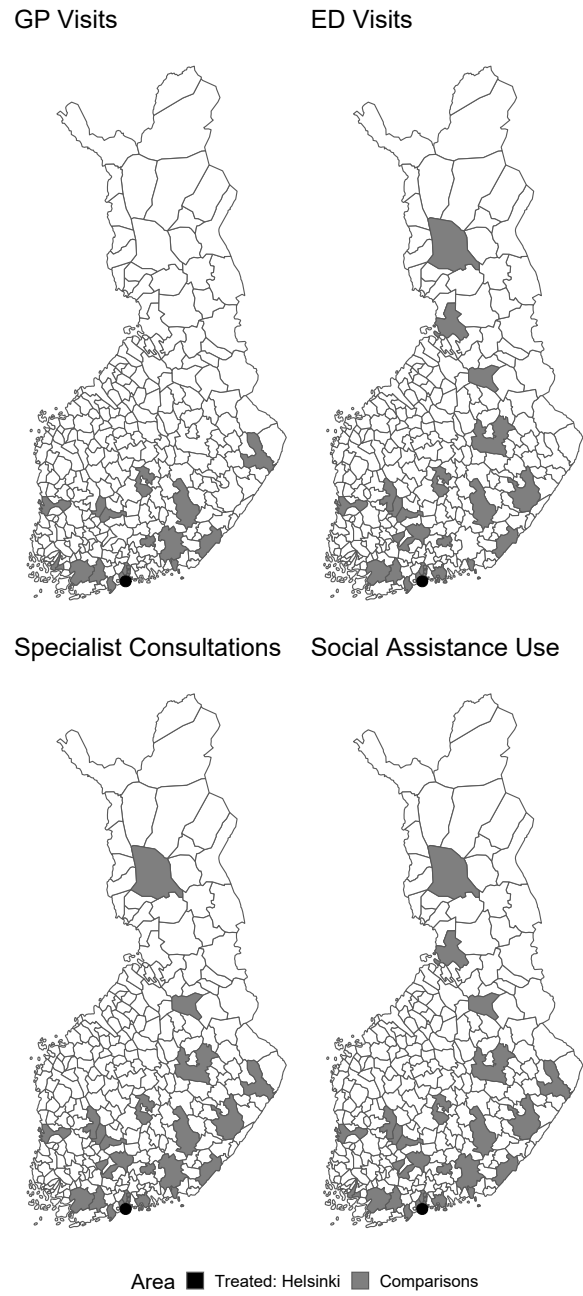 GP Visits
ED Visits
Specialist Consultations
Social Assistance Use
Area Treated: Helsinki Comparisons